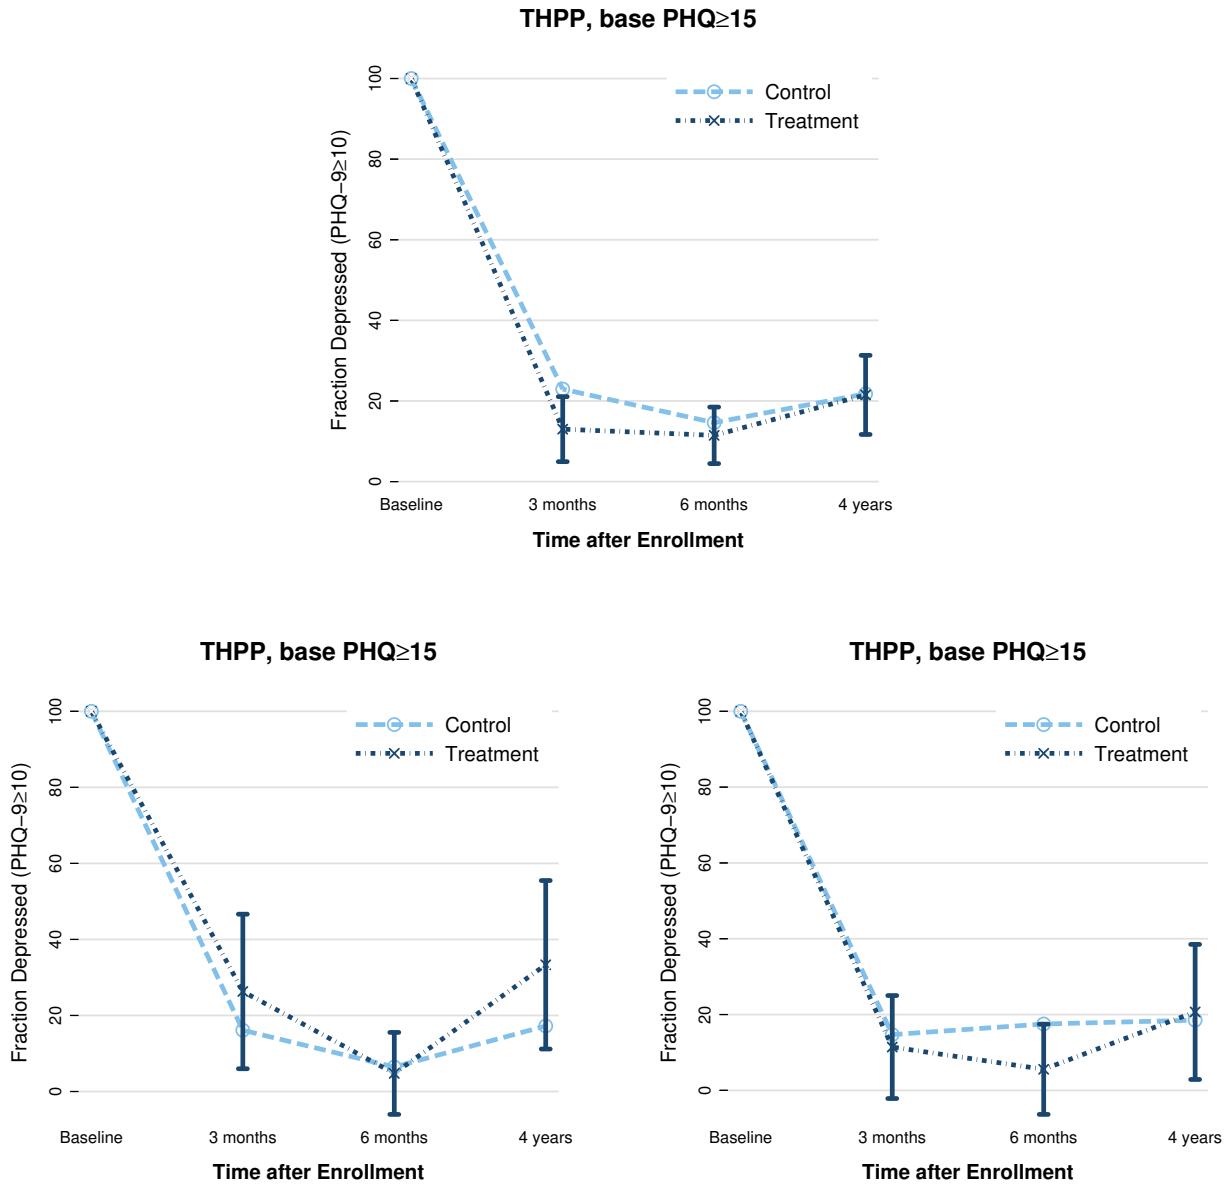 THPP, base PHQ≥15
Control
Treatment
Fraction Depressed (PHQ−9≥10)
100
80
60
40
20
0
Baseline 3 months 6 months 4 years
Time after Enrollment
THPP, base PHQ≥15
Control
Treatment
Fraction Depressed (PHQ−9≥10)
100
80
60
40
20
0
Baseline 3 months 6 months 4 years
Time after Enrollment
THPP, base PHQ≥15
Control
Treatment
Fraction Depressed (PHQ−9≥10)
100
80
60
40
20
0
Baseline 3 months 6 months 4 years
Time after Enrollment